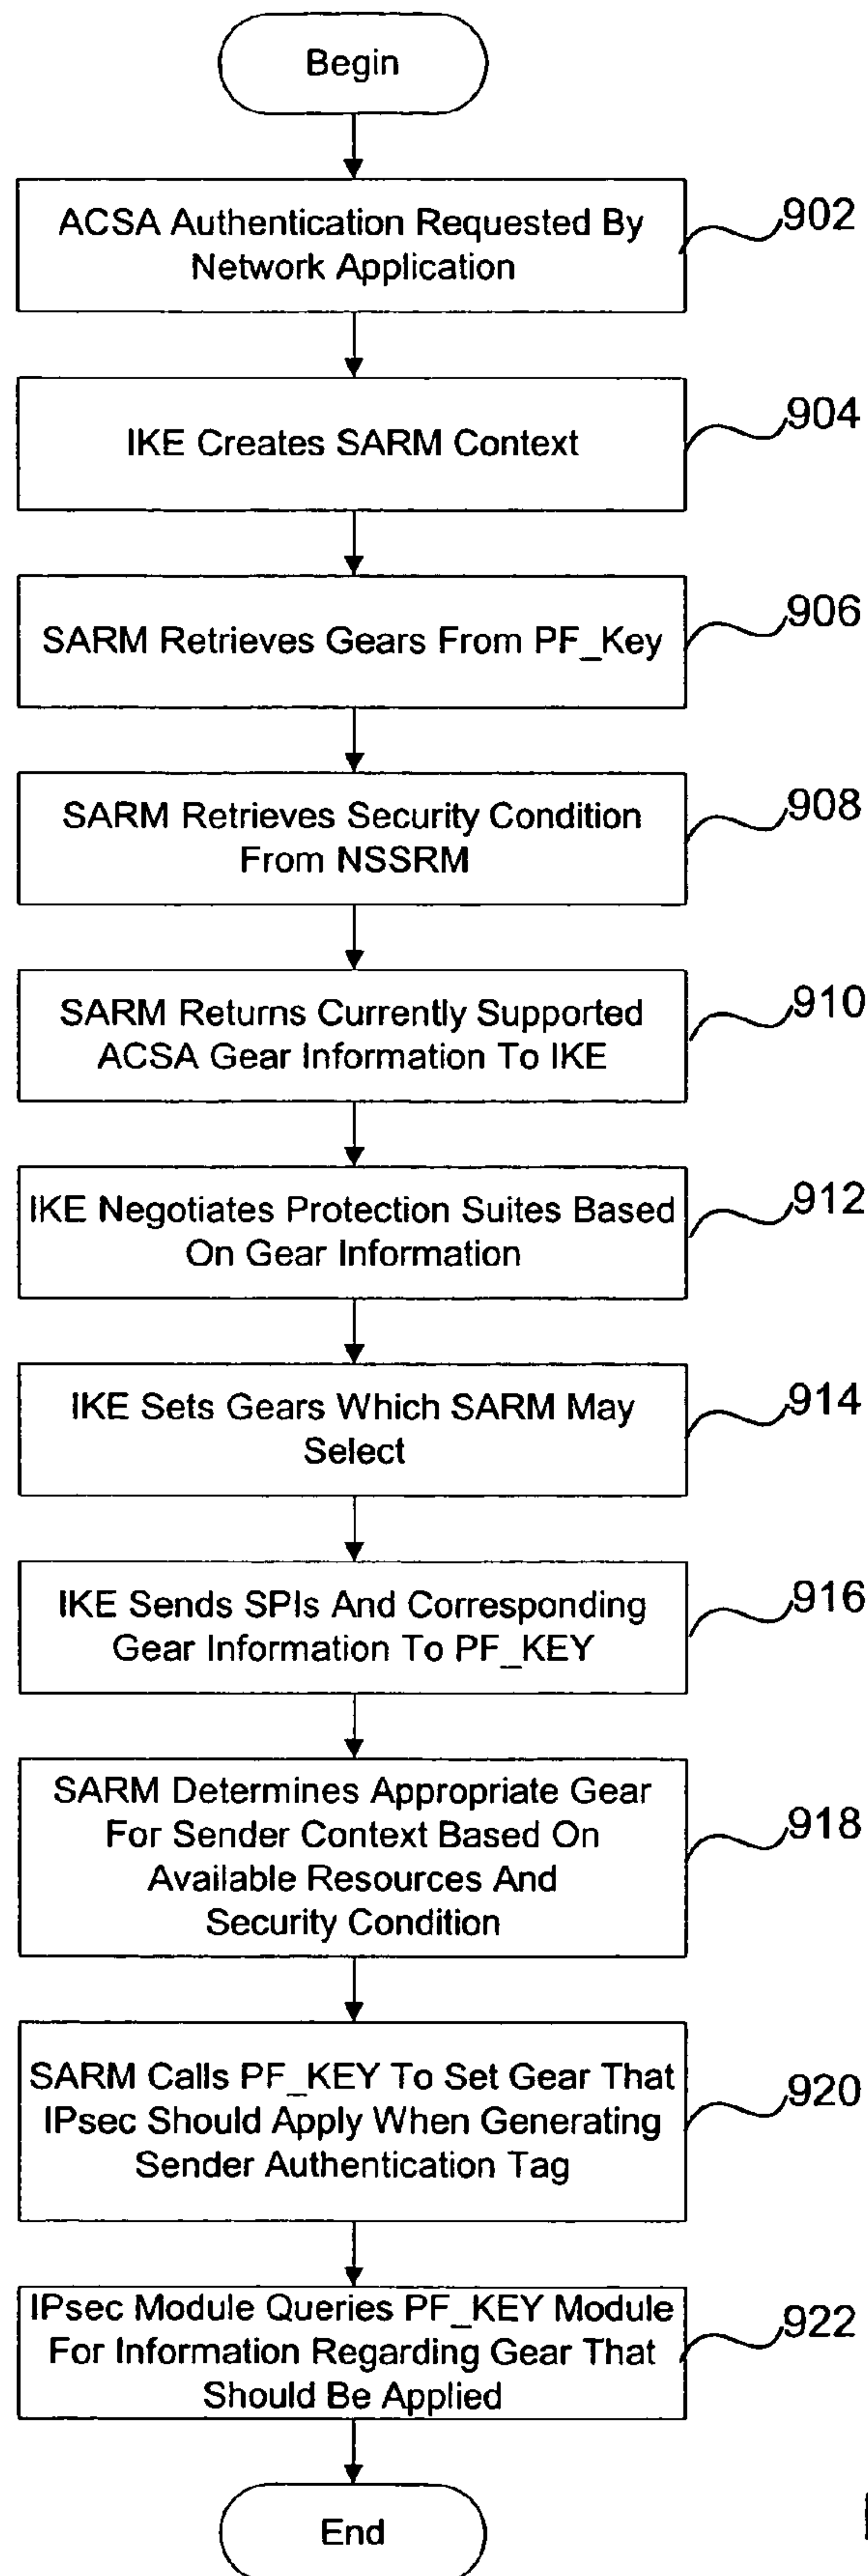 Begin
ACSA Authentication Requested By
Network Application
902
IKE Creates SARM Context
904
SARM Retrieves Gears From PF_Key
906
SARM Retrieves Security Condition
From NSSRM
908
SARM Returns Currently Supported
ACSA Gear Information To IKE
910
IKE Negotiates Protection Suites Based
On Gear Information
912
IKE Sets Gears Which SARM May
Select
914
IKE Sends SPIs And Corresponding
Gear Information To PF_KEY
916
SARM Determines Appropriate Gear
For Sender Context Based On
Available Resources And
Security Condition
918
SARM Calls PF_KEY To Set Gear That
IPsec Should Apply When Generating
Sender Authentication Tag
920
IPsec Module Queries PF_KEY Module
For Information Regarding Gear That
Should Be Applied
922
End